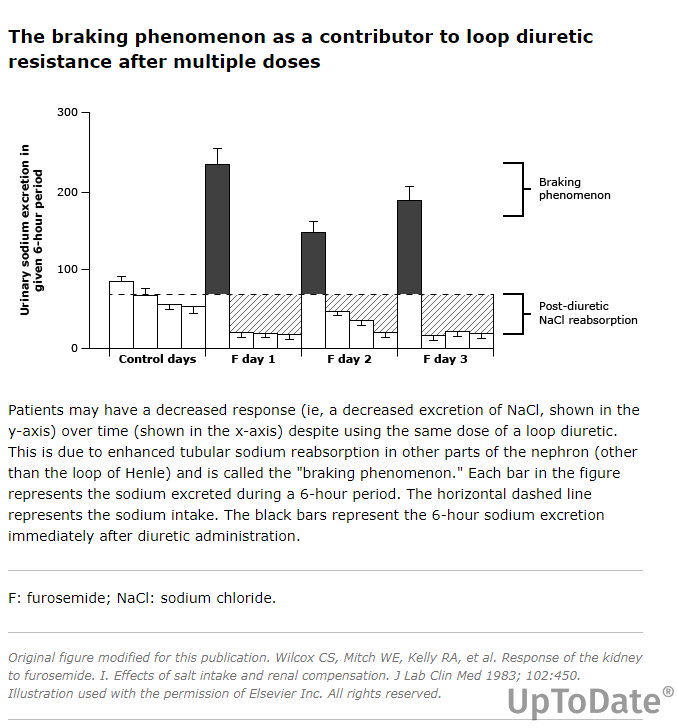 The braking phenomenon as a contributor to loop diuretic
resistance after multiple doses
Urinary sodium excretion in
given 6-hour period
300
200
100
0
Control days
F day 1
F day 2
F day 3
Braking
phenomenon
Post-diuretic
NaCl reabsorption
Patients may have a decreased response (ie, a decreased excretion of NaCl, shown in the
y-axis) over time (shown in the x-axis) despite using the same dose of a loop diuretic.
This is due to enhanced tubular sodium reabsorption in other parts of the nephron (other
than the loop of Henle) and is called the "braking phenomenon." Each bar in the figure
represents the sodium excreted during a 6-hour period. The horizontal dashed line
represents the sodium intake. The black bars represent the 6-hour sodium excretion
immediately after diuretic administration.
F: furosemide; NaCl: sodium chloride.
Original figure modified for this publication. Wilcox CS, Mitch WE, Kelly RA, et al. Response of the kidney
to furosemide. I. Effects of salt intake and renal compensation. J Lab Clin Med 1983; 102:450.
Illustration used with the permission of Elsevier Inc. All rights reserved.
UpToDate®